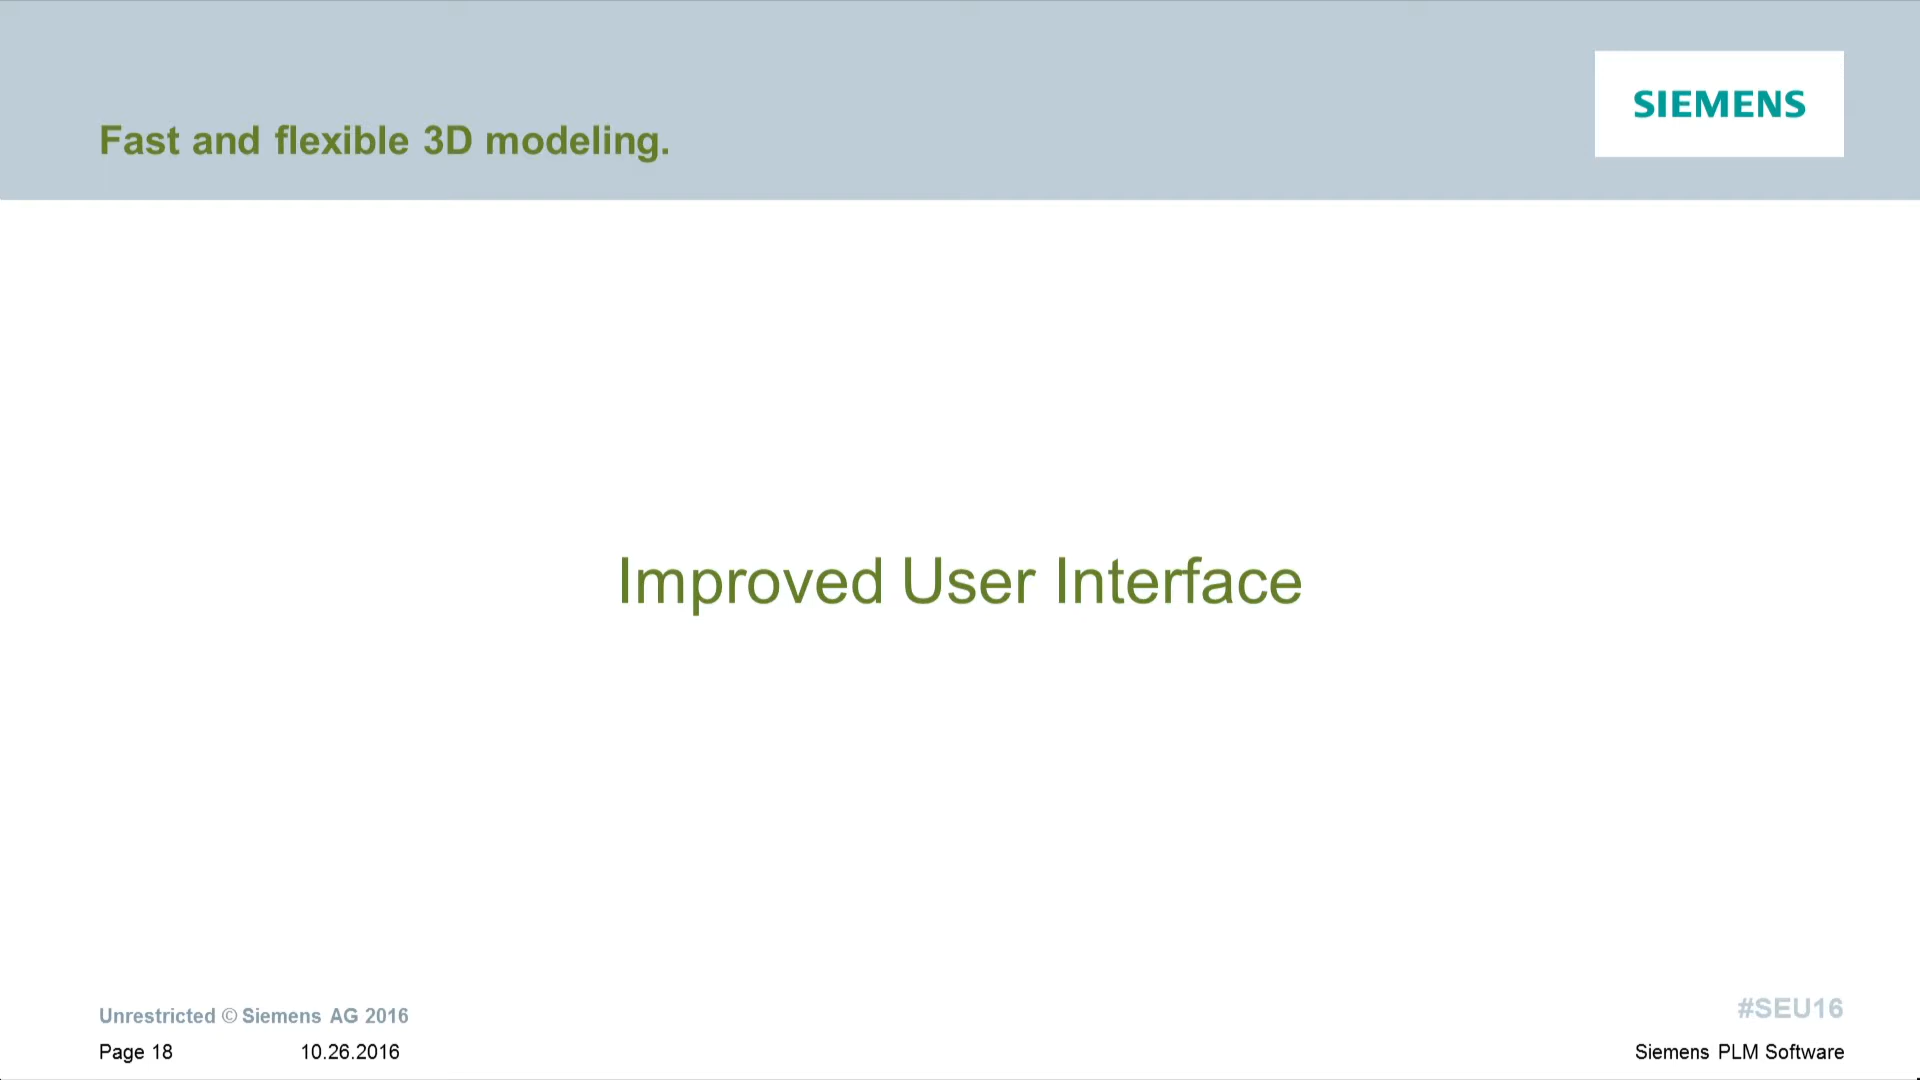 SIEMENS
Fast and flexible 3D modeling.
Improved User Interface
Unrestricted © Siemens AG 2016
#SEU16
Page 18 10.26.2016
Siemens PLM Software